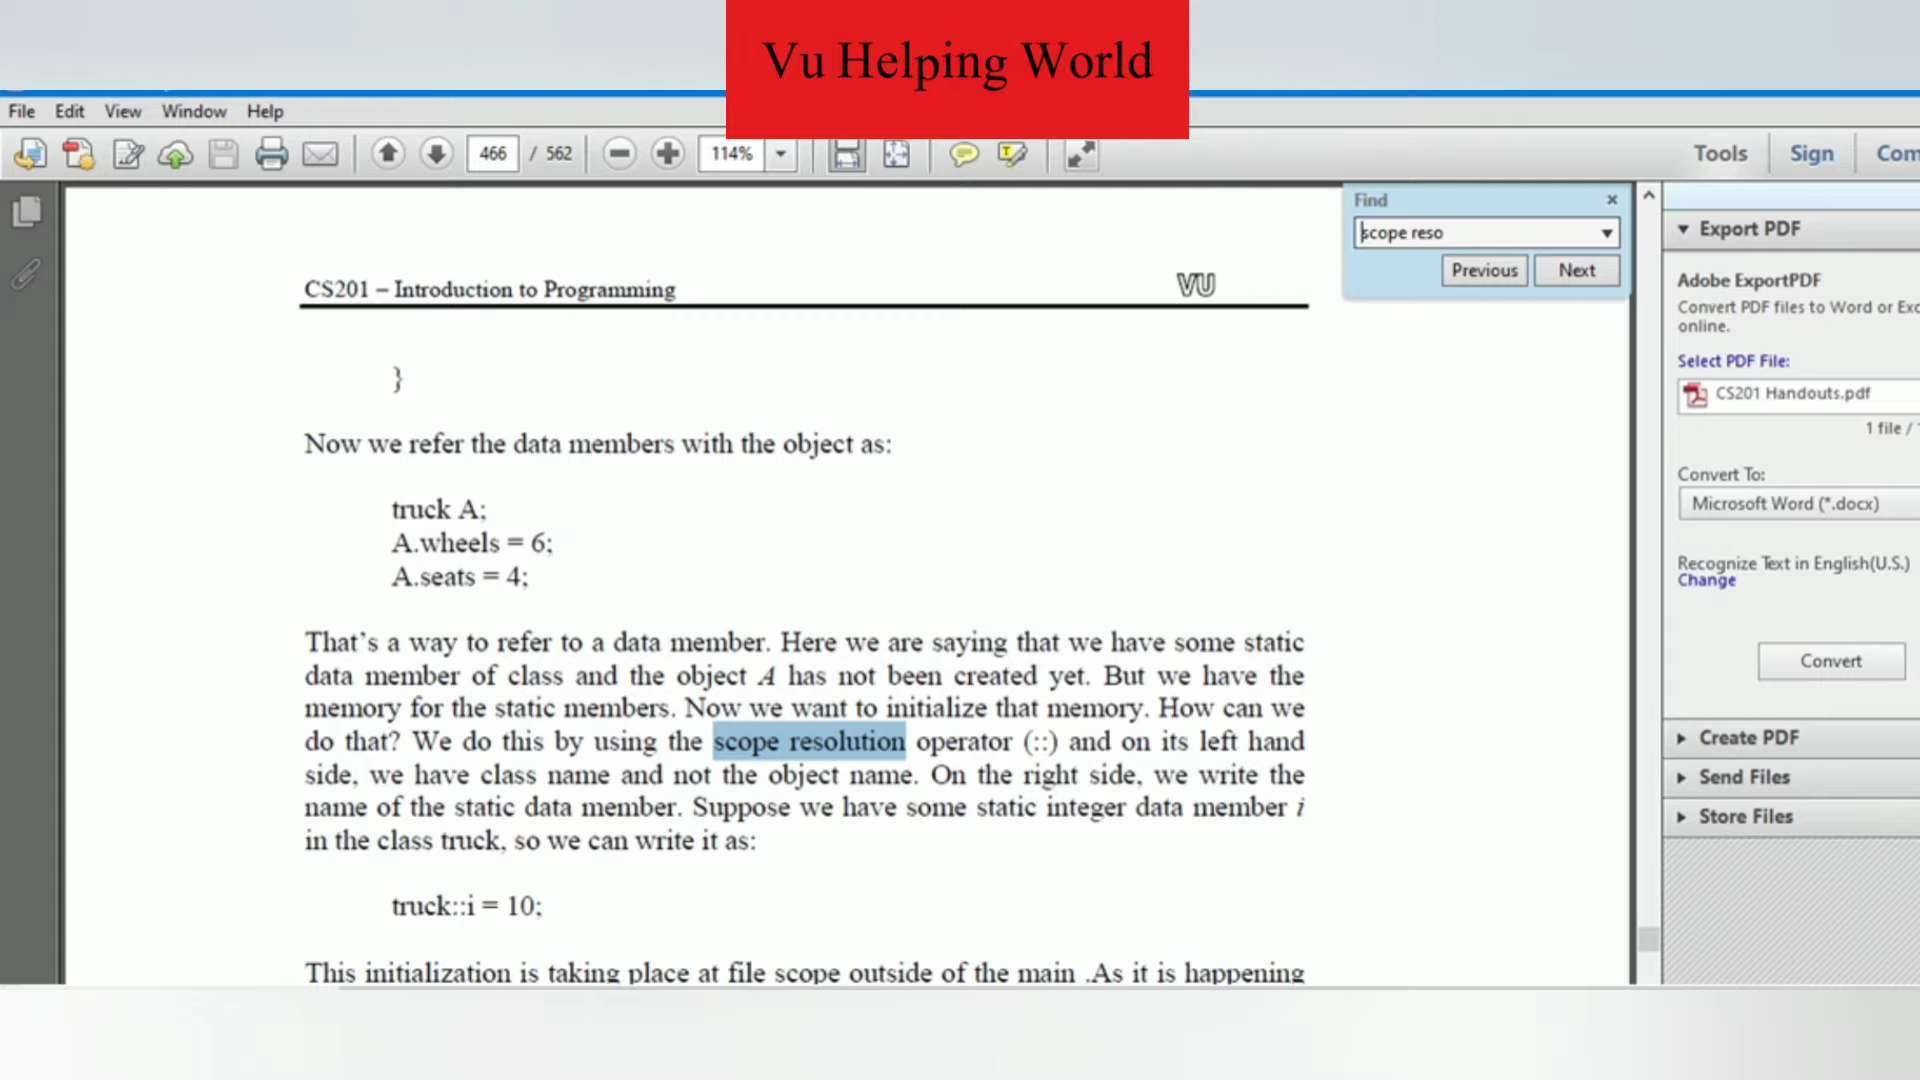 Vu Helping World
File Edit View Window Help
466 / 562 114% Tools Sign Com
Find
scope reso
Previous Next
Export PDF
Adobe ExportPDF
Convert PDF files to Word or Exc
online.
Select PDF File:
CS201 Handouts.pdf
1 file /
Convert To:
Microsoft Word (*.docx)
Recognize Text in English(U.S.)
Change
Convert
Create PDF
Send Files
Store Files
CS201 – Introduction to Programming VU
}
Now we refer the data members with the object as:
truck A;
A.wheels = 6;
A.seats = 4;
That's a way to refer to a data member. Here we are saying that we have some static
data member of class and the object A has not been created yet. But we have the
memory for the static members. Now we want to initialize that memory. How can we
do that? We do this by using the scope resolution operator (::) and on its left hand
side, we have class name and not the object name. On the right side, we write the
name of the static data member. Suppose we have some static integer data member i
in the class truck, so we can write it as:
truck::i = 10;
This initialization is taking place at file scope outside of the main .As it is happening